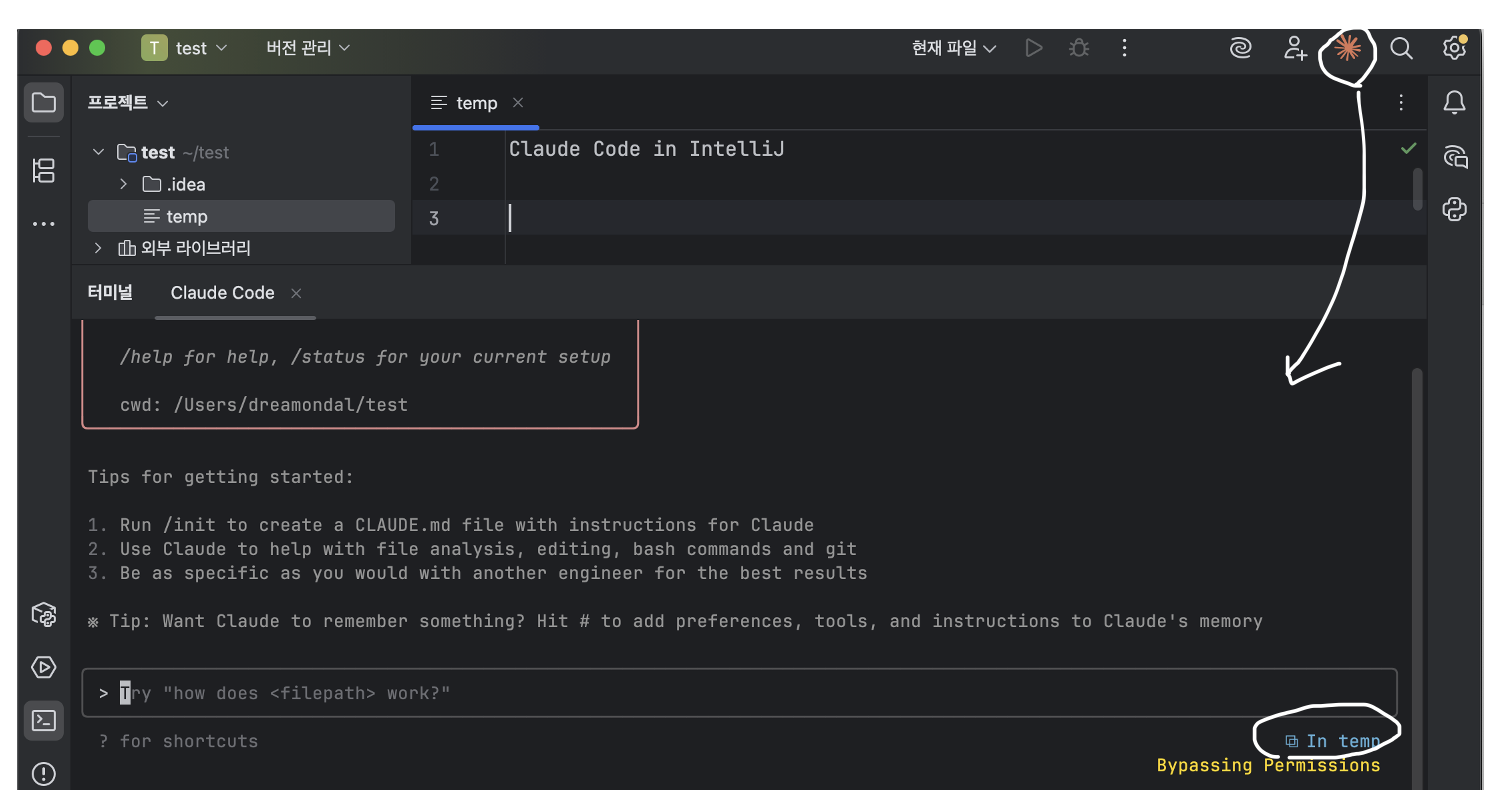 T test 버전 관리 현재 파일
프로젝트
temp
test ~/test
.idea
temp
외부 라이브러리
1 Claude Code in IntelliJ
2
3
터미널 Claude Code
/help for help, /status for your current setup
cwd: /Users/dreamondal/test
Tips for getting started:
1. Run /init to create a CLAUDE.md file with instructions for Claude
2. Use Claude to help with file analysis, editing, bash commands and git
3. Be as specific as you would with another engineer for the best results
※ Tip: Want Claude to remember something? Hit # to add preferences, tools, and instructions to Claude's memory
> Try "how does <filepath> work?"
? for shortcuts
In temp
Bypassing Permissions